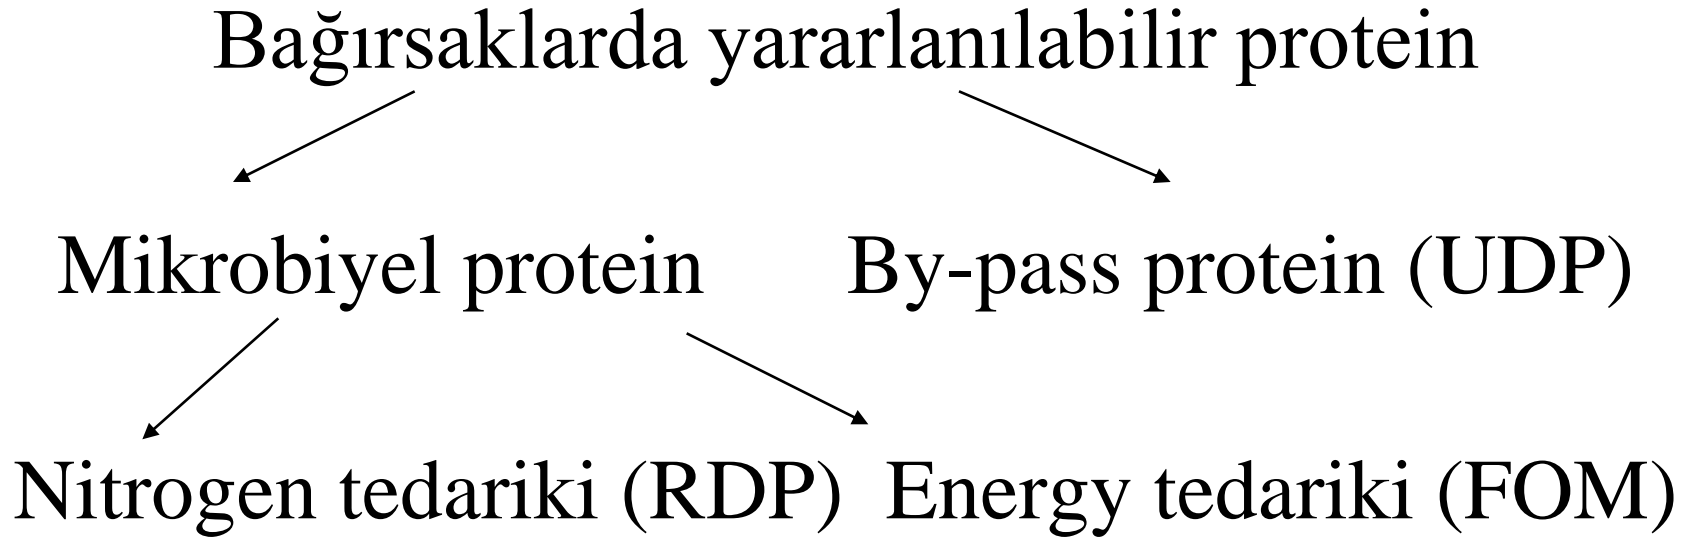 Bağırsaklarda yararlanılabilir protein
Mikrobiyel protein By-pass protein (UDP)
Nitrogen tedariki (RDP) Energy tedariki (FOM)